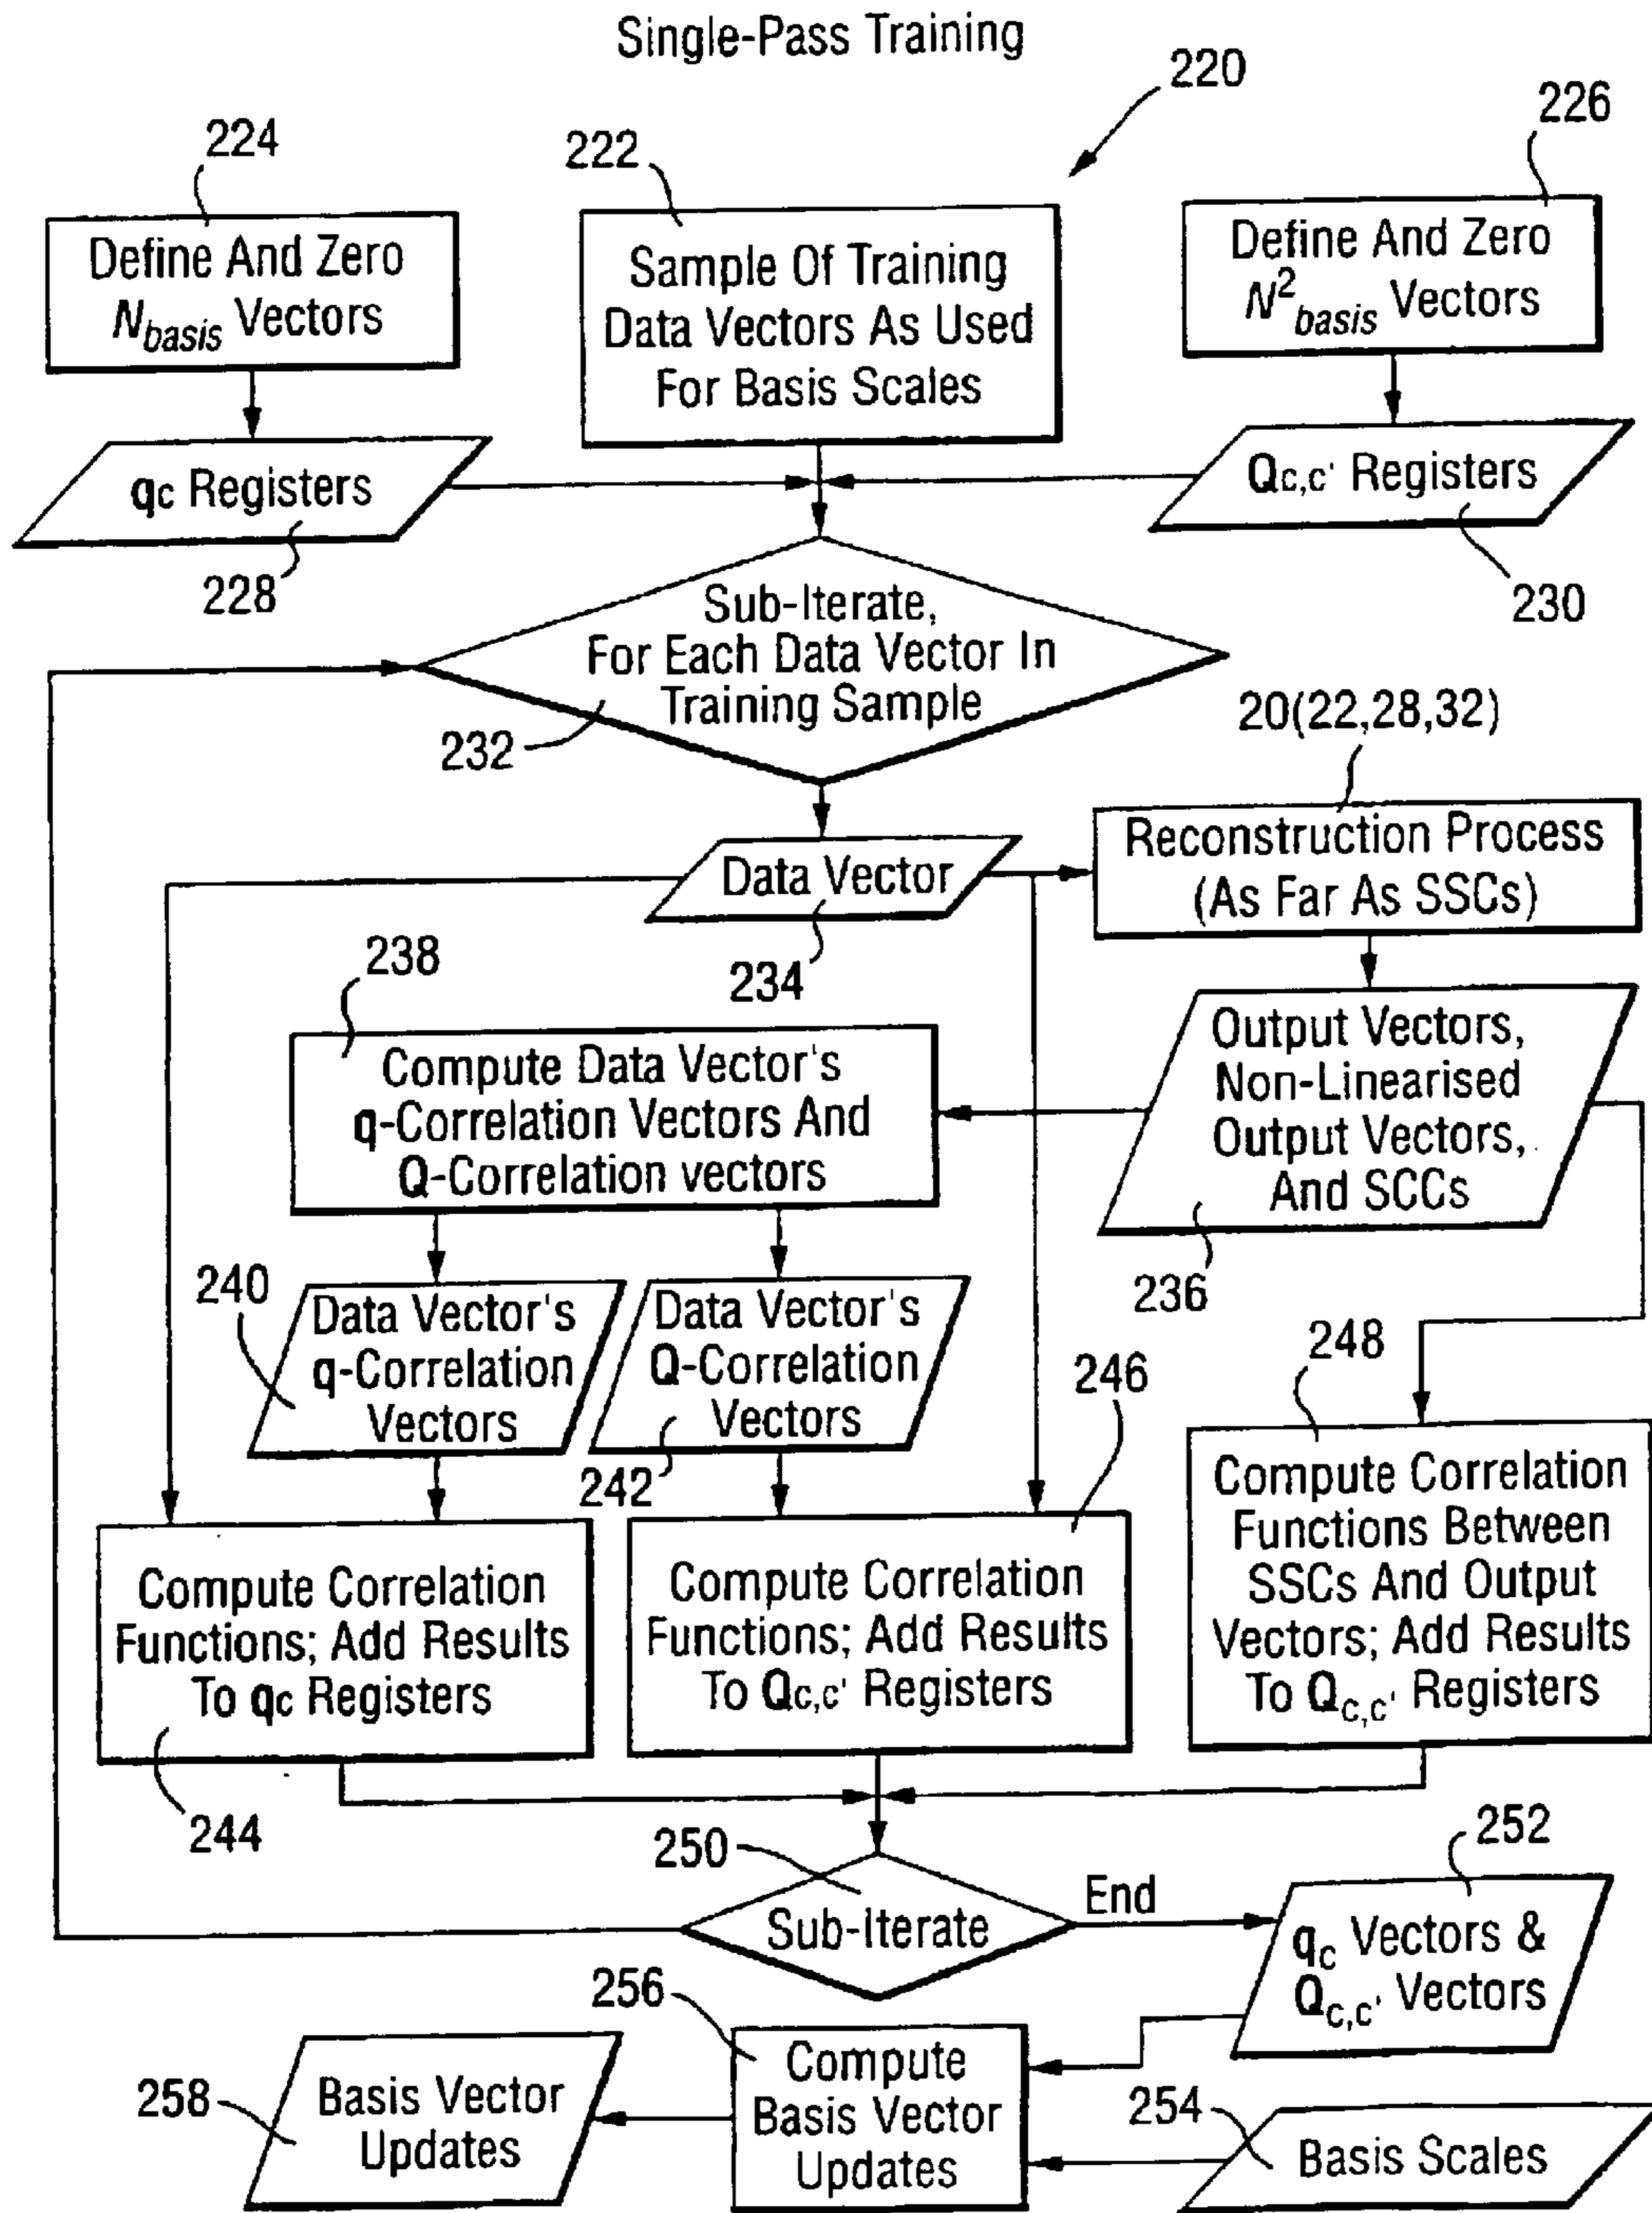 Single-Pass Training
220
224
222
226
Define And Zero
N_basis Vectors
Sample Of Training
Data Vectors As Used
For Basis Scales
Define And Zero
N²_basis Vectors
qc Registers
228
Qc,c' Registers
230
Sub-Iterate,
For Each Data Vector In
Training Sample
232
20(22,28,32)
Data Vector
234
Reconstruction Process
(As Far As SSCs)
238
Compute Data Vector's
q-Correlation Vectors And
Q-Correlation vectors
Output Vectors,
Non-Linearised
Output Vectors,
And SCCs
236
240
Data Vector's
q-Correlation
Vectors
Data Vector's
Q-Correlation
Vectors
242
246
248
Compute Correlation
Functions; Add Results
To qc Registers
244
Compute Correlation
Functions; Add Results
To Qc,c' Registers
Compute Correlation
Functions Between
SSCs And Output
Vectors; Add Results
To Qc,c' Registers
250
Sub-Iterate
End
252
qc Vectors &
Qc,c' Vectors
256
Compute
Basis Vector
Updates
258
Basis Vector
Updates
254
Basis Scales